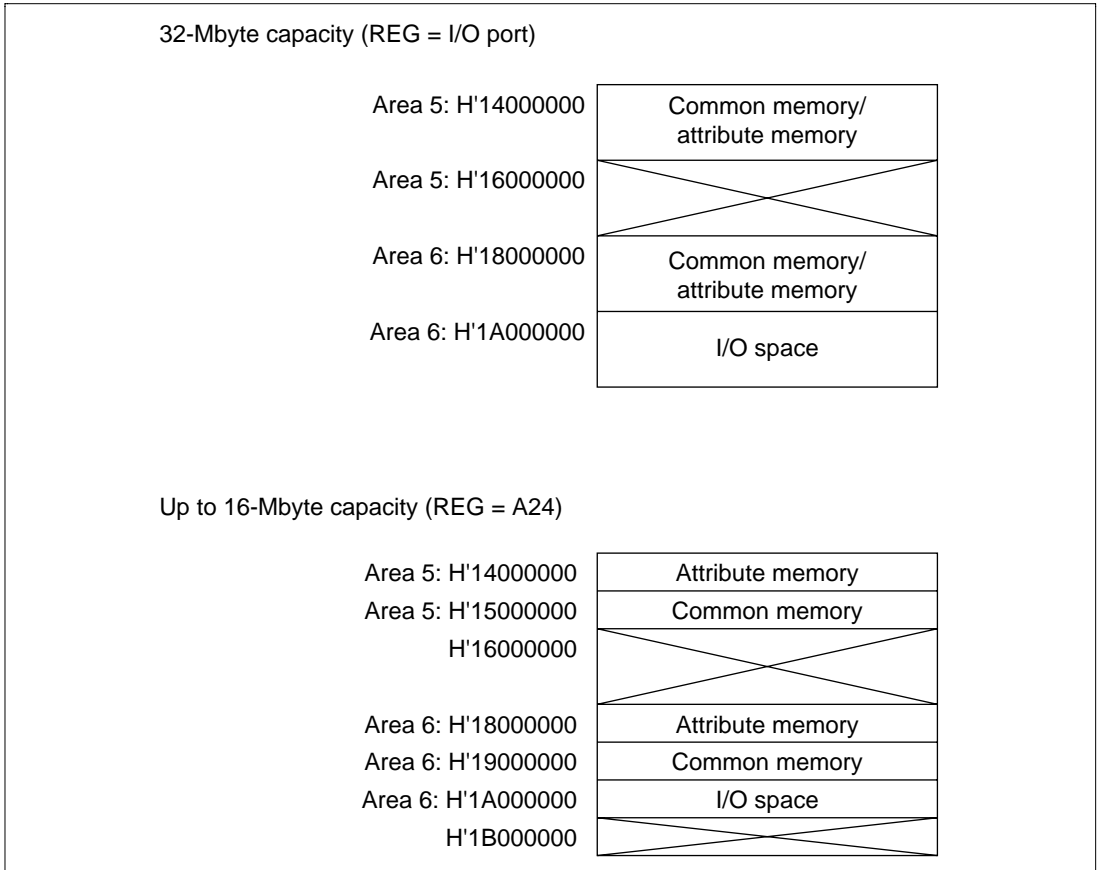 32-Mbyte capacity (REG = I/O port)
Area 5: H'14000000
Common memory/
attribute memory
Area 5: H'16000000
Area 6: H'18000000
Common memory/
attribute memory
Area 6: H'1A000000
I/O space
Up to 16-Mbyte capacity (REG = A24)
Area 5: H'14000000
Attribute memory
Area 5: H'15000000
Common memory
H'16000000
Area 6: H'18000000
Attribute memory
Area 6: H'19000000
Common memory
Area 6: H'1A000000
I/O space
H'1B000000